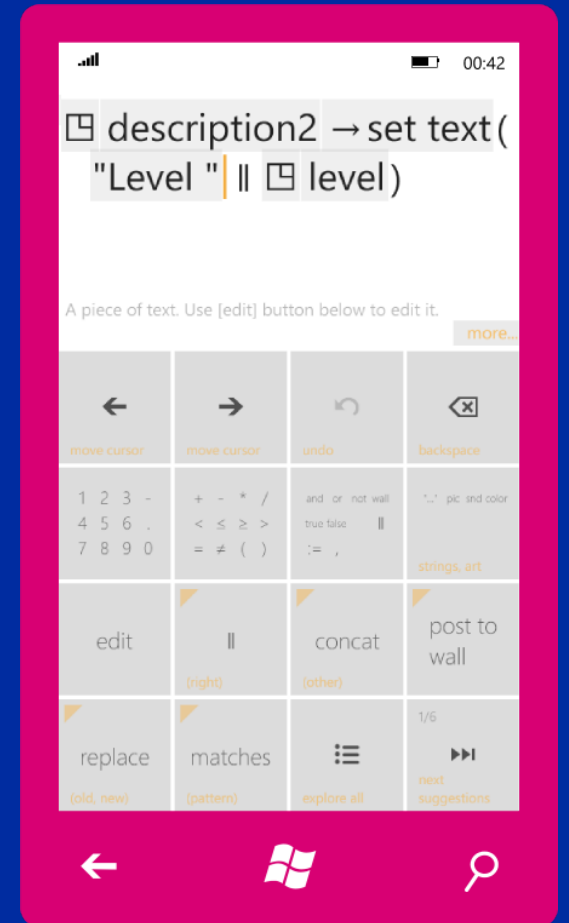 00:42
description2 → set text(
"Level " || level)
A piece of text. Use [edit] button below to edit it.
more...
move cursor
move cursor
undo
backspace
1 2 3 -
4 5 6 .
7 8 9 0
+ - * /
< ≤ ≥ >
= ≠ ( )
and or not wall
true false ||
:= ,
"..." pic snd color
strings, art
edit
||
(right)
concat
(other)
post to
wall
replace
(old, new)
matches
(pattern)
explore all
1/6
next
suggestions